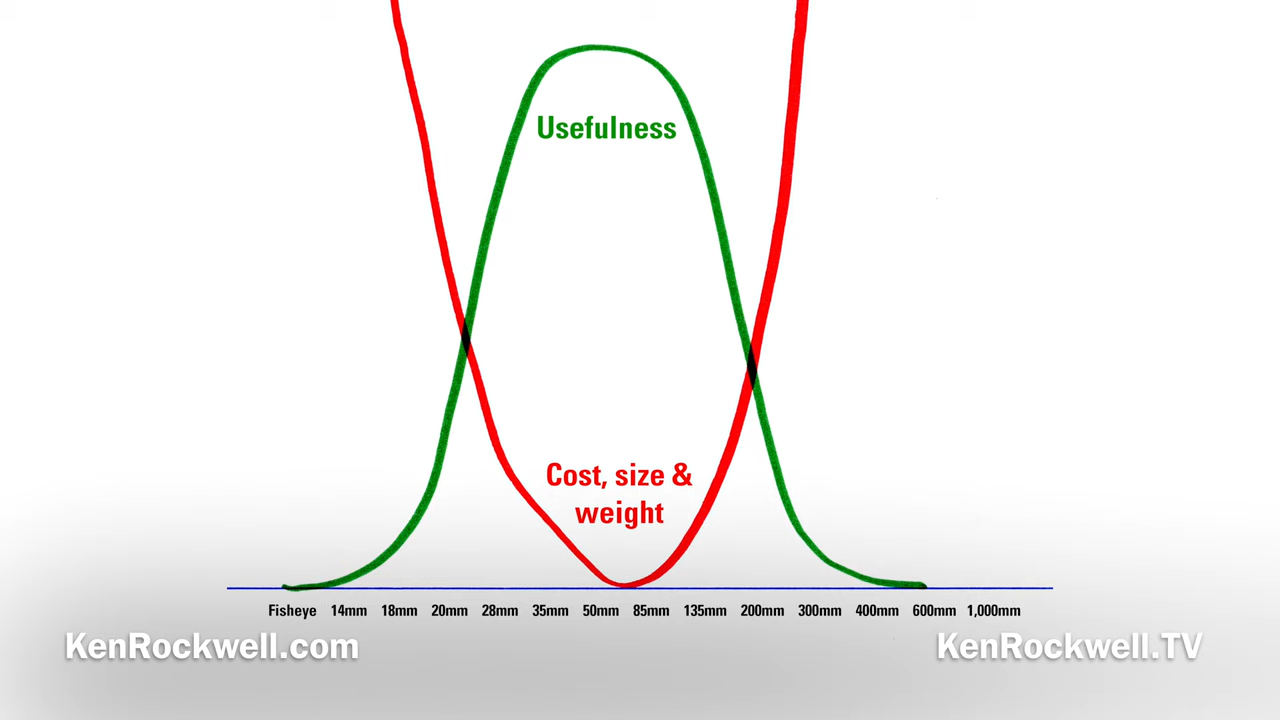 Usefulness
Cost, size &
weight
Fisheye 14mm 18mm 20mm 28mm 35mm 50mm 85mm 135mm 200mm 300mm 400mm 600mm 1,000mm
KenRockwell.com KenRockwell.TV